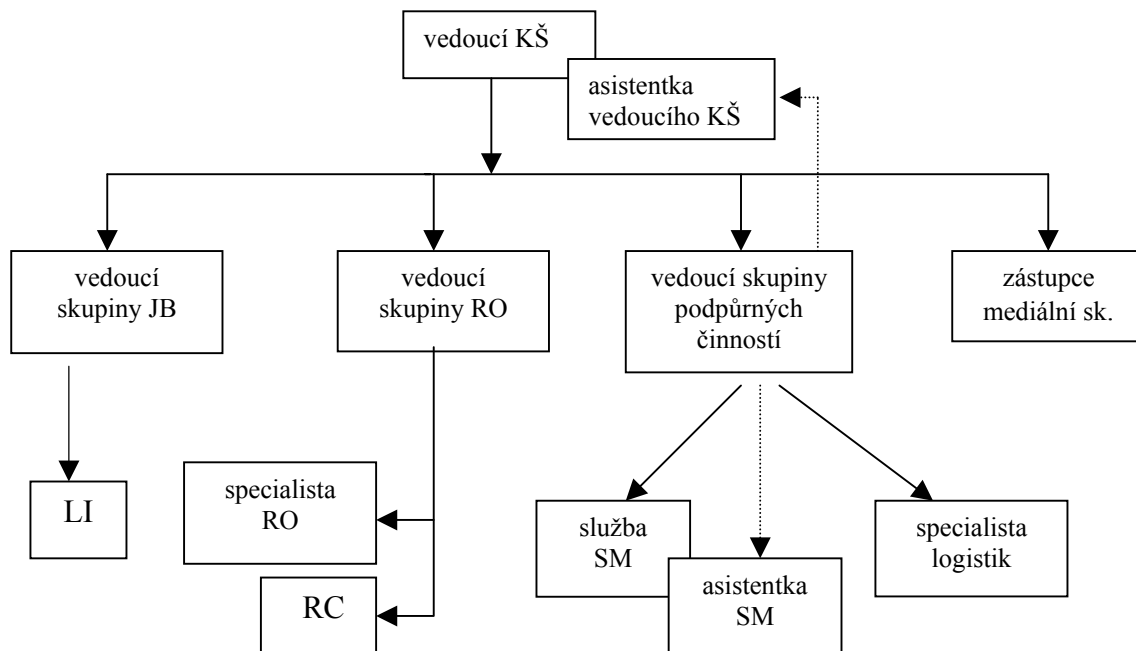 vedoucí KŠ
asistentka
vedoucího KŠ
vedoucí
skupiny JB
vedoucí
skupiny RO
vedoucí skupiny
podpůrných
činností
zástupce
mediální sk.
LI
specialista
RO
RC
služba
SM
asistentka
SM
specialista
logistik